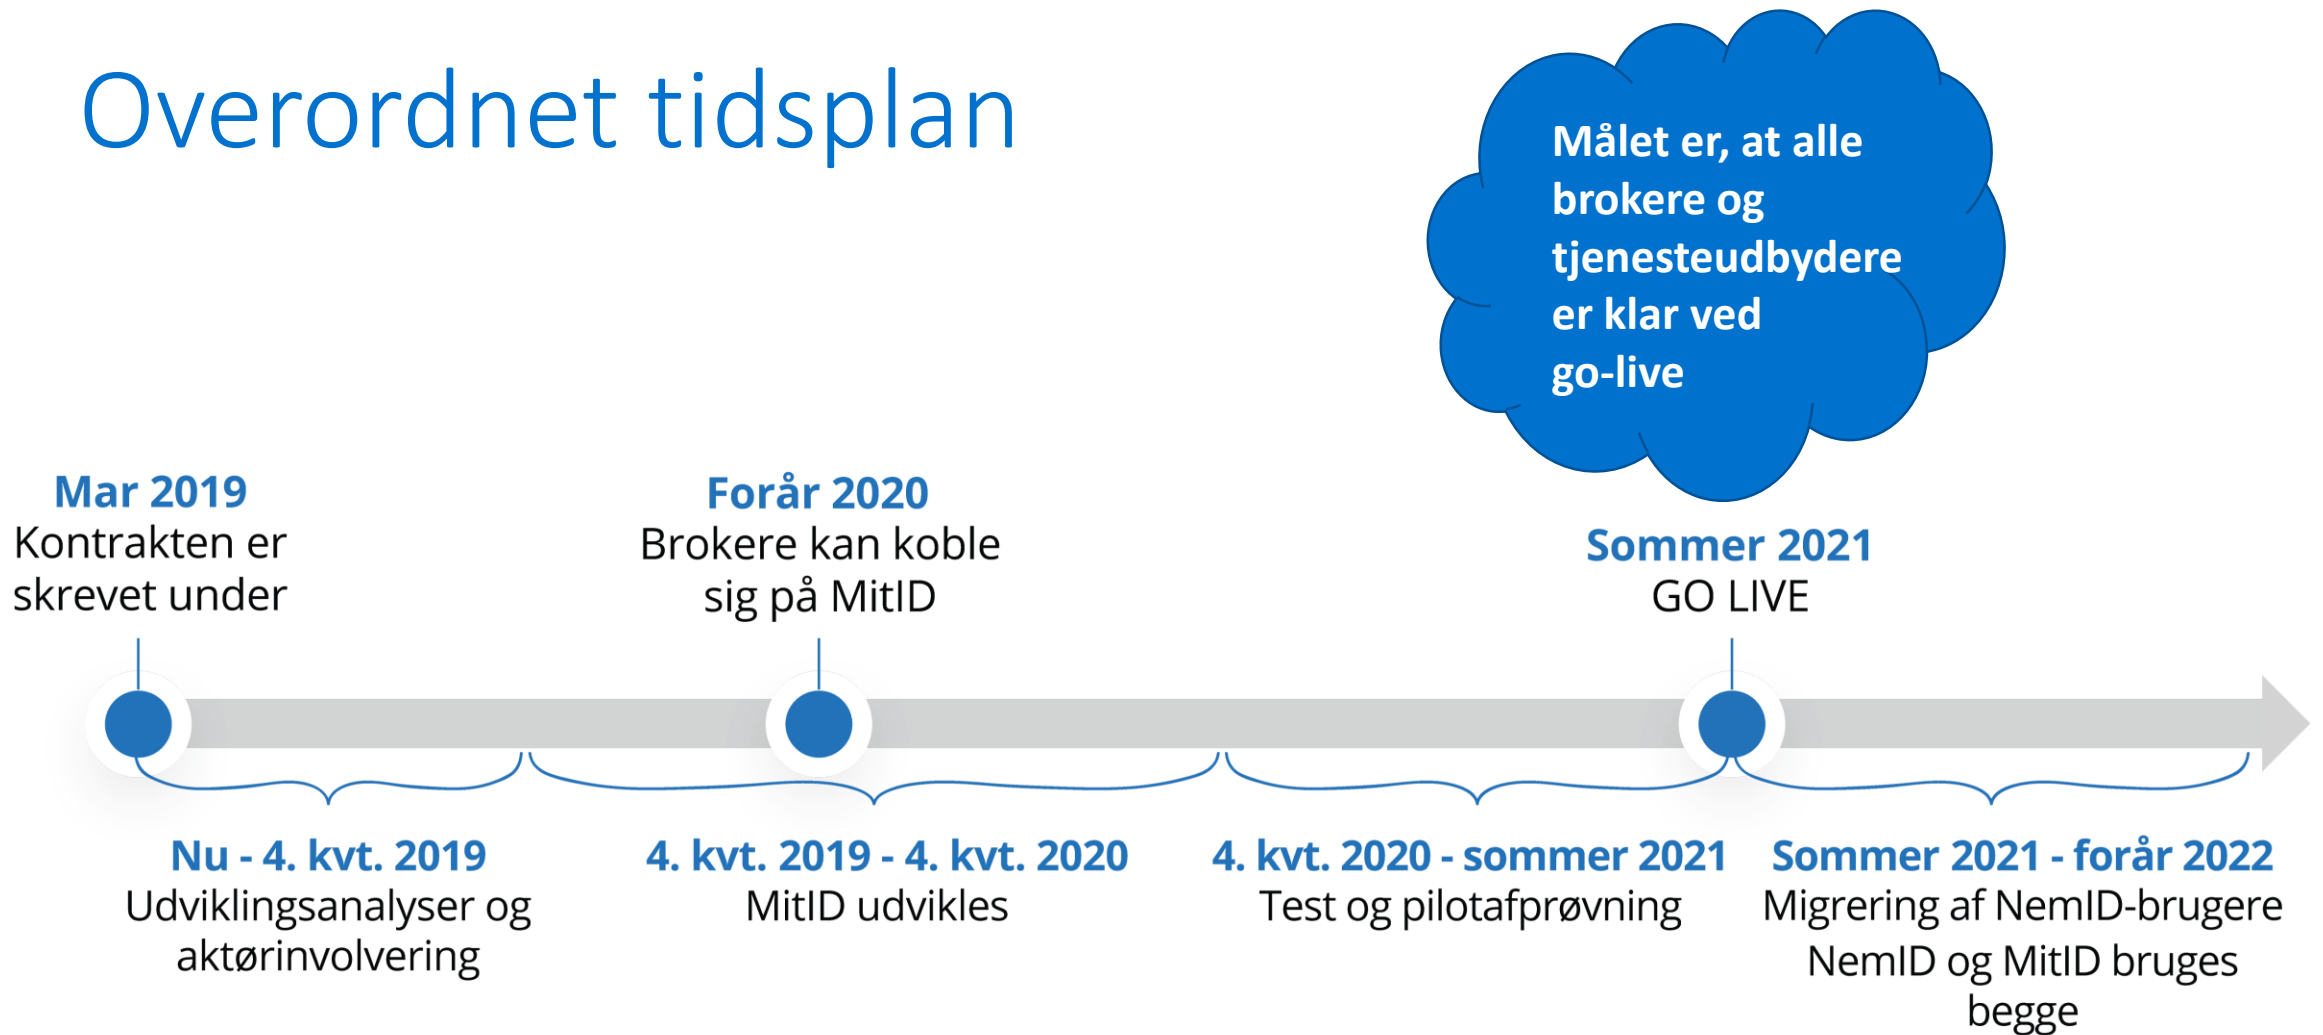 Overordnet tidsplan
Målet er, at alle
brokere og
tjenesteudbydere
er klar ved
go-live
Mar 2019
Kontrakten er
skrevet under
Forår 2020
Brokere kan koble
sig på MitID
Sommer 2021
GO LIVE
Nu - 4. kvt. 2019
Udviklingsanalyser og
aktørinvolvering
4. kvt. 2019 - 4. kvt. 2020
MitID udvikles
4. kvt. 2020 - sommer 2021
Test og pilotafprøvning
Sommer 2021 - forår 2022
Migrering af NemID-brugere
NemID og MitID bruges
begge